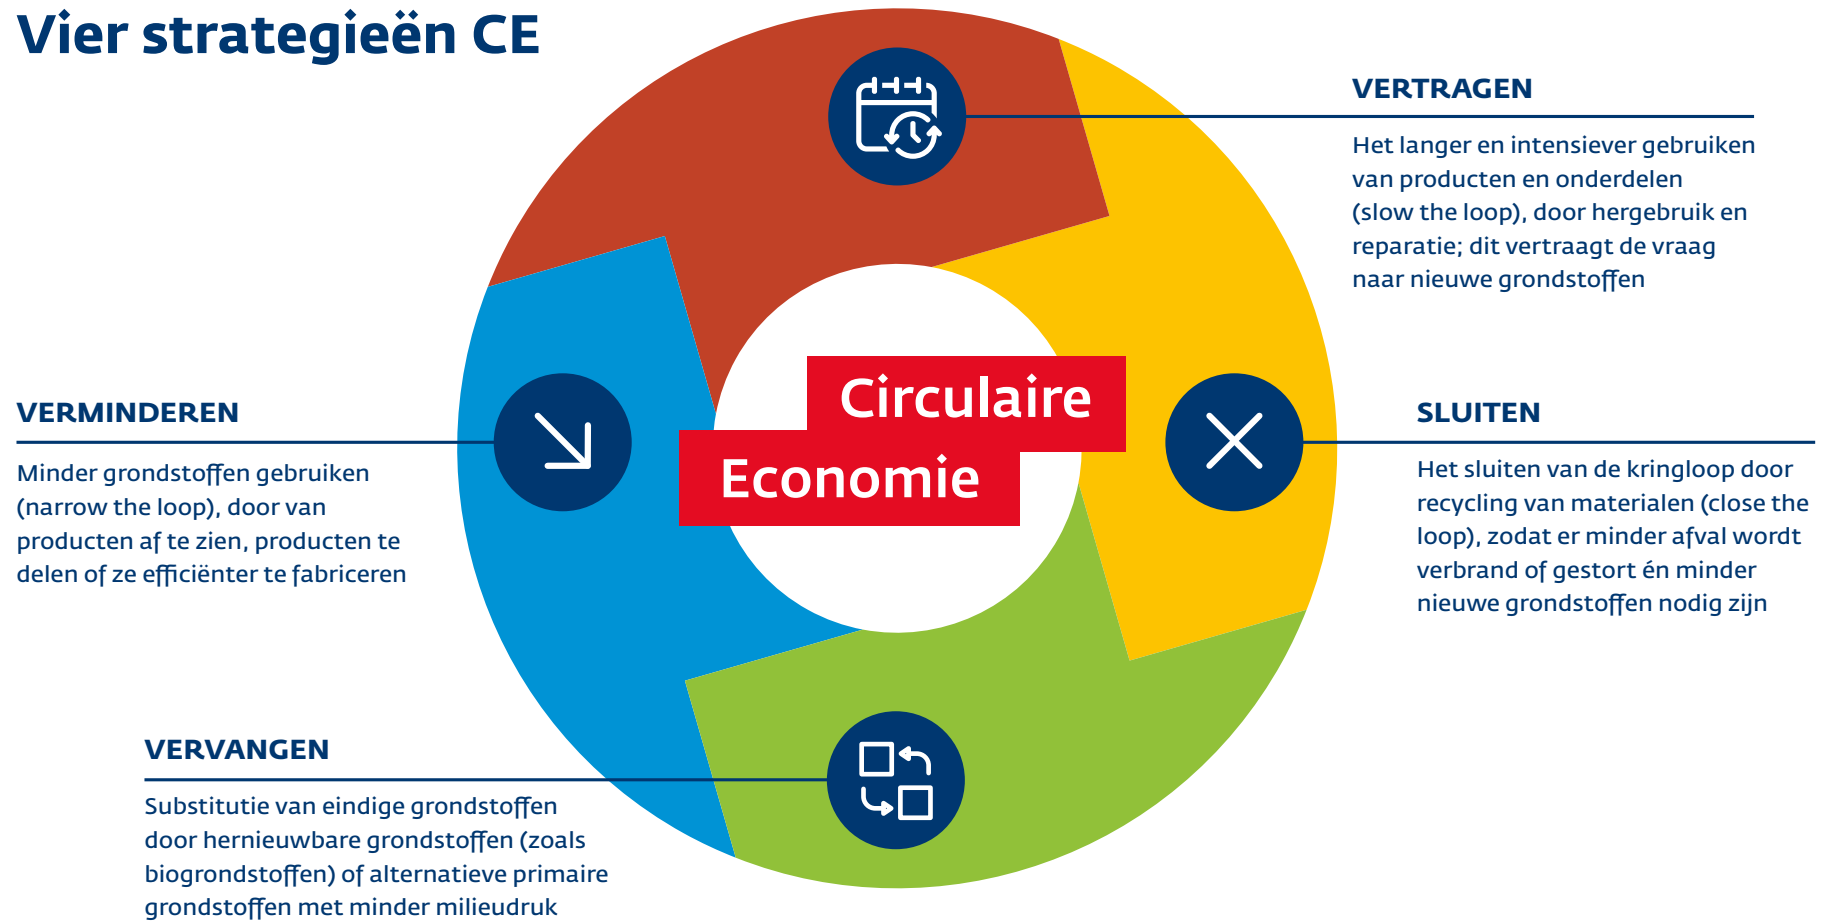 Vier strategieën CE
VERTRAGEN
Het langer en intensiever gebruiken
van producten en onderdelen
(slow the loop), door hergebruik en
reparatie; dit vertraagt de vraag
naar nieuwe grondstoffen
Circulaire
Economie
VERMINDEREN
Minder grondstoffen gebruiken
(narrow the loop), door van
producten af te zien, producten te
delen of ze efficiënter te fabriceren
SLUITEN
Het sluiten van de kringloop door
recycling van materialen (close the
loop), zodat er minder afval wordt
verbrand of gestort én minder
nieuwe grondstoffen nodig zijn
VERVANGEN
Substitutie van eindige grondstoffen
door hernieuwbare grondstoffen (zoals
biogrondstoffen) of alternatieve primaire
grondstoffen met minder milieudruk